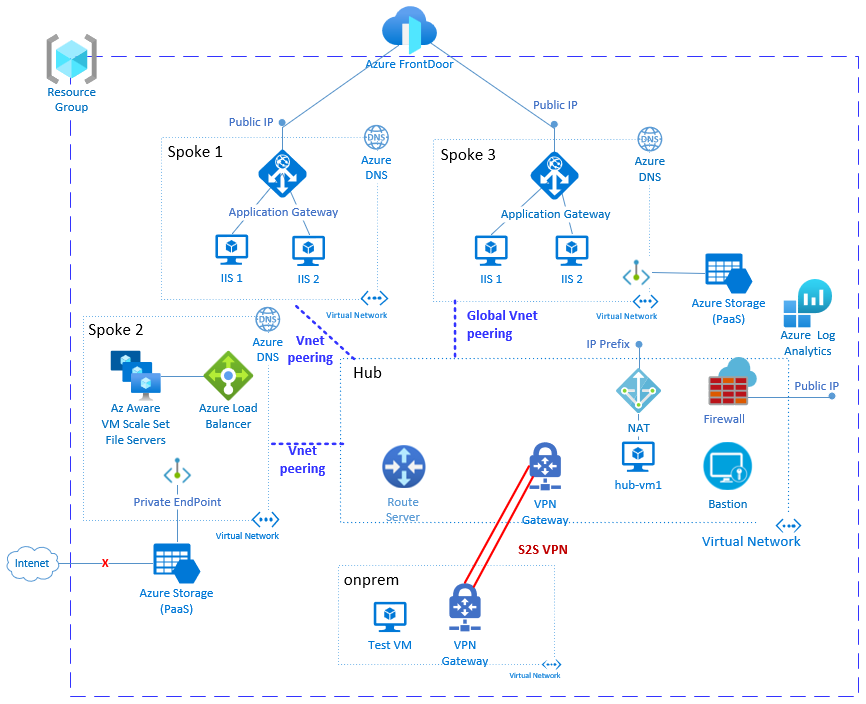 Azure FrontDoor
Resource
Group
Public IP
Public IP
Spoke 1
DNS
Azure
DNS
Application Gateway
IIS 1
IIS 2
Virtual Network
Spoke 3
DNS
Azure
DNS
Application Gateway
IIS 1
IIS 2
Virtual Network
Azure Storage
(PaaS)
Azure Log
Analytics
Spoke 2
DNS
Azure
DNS
Az Aware
VM Scale Set
File Servers
Azure Load
Balancer
Private EndPoint
Virtual Network
Vnet
peering
Global Vnet
peering
Vnet
peering
Hub
IP Prefix
NAT
hub-vm1
Firewall
Public IP
Bastion
Route
Server
VPN
Gateway
Virtual Network
S2S VPN
Intenet
X
Azure Storage
(PaaS)
onprem
Test VM
VPN
Gateway
Virtual Network